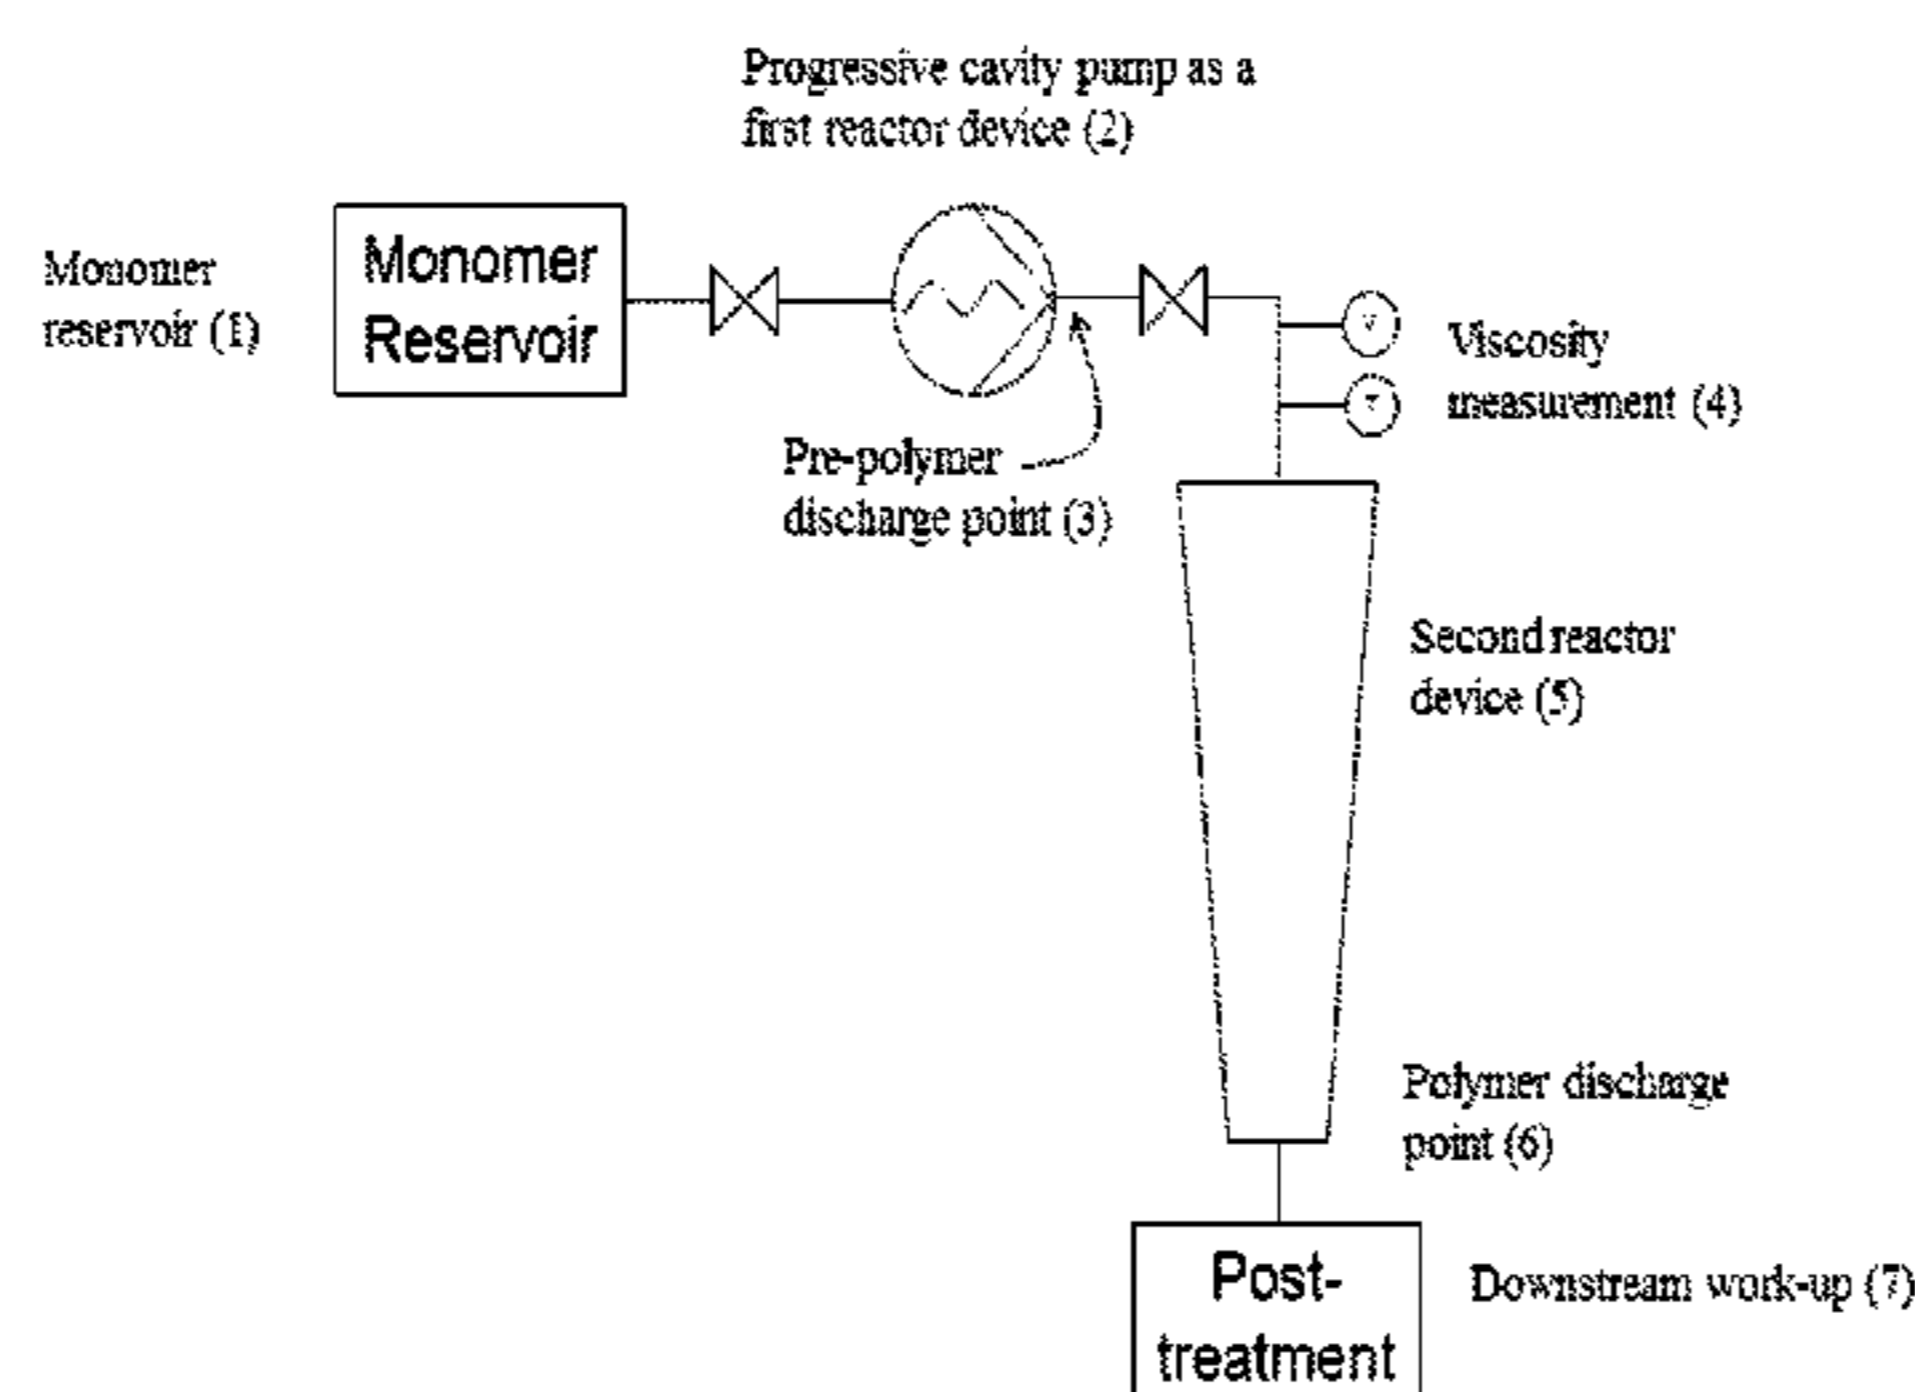 Progressive cavity pump as a
first reactor device (2)
Monomer
reservoir (1)
Monomer
Reservoir
Viscosity
measurement (4)
Pre-polymer
discharge point (3)
Second reactor
device (5)
Polymer discharge
point (6)
Post-
treatment
Downstream work-up (7)